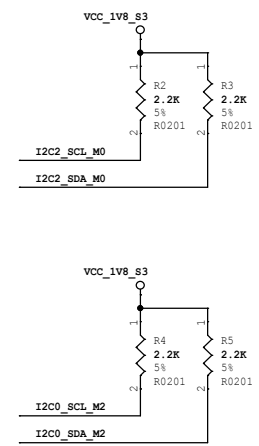 VCC_1V8_S3
1 1
R2 R3
2.2K 2.2K
5% 5%
R0201 R0201
2 2
I2C2_SCL_M0
I2C2_SDA_M0
VCC_1V8_S3
1 1
R4 R5
2.2K 2.2K
5% 5%
R0201 R0201
2 2
I2C0_SCL_M2
I2C0_SDA_M2